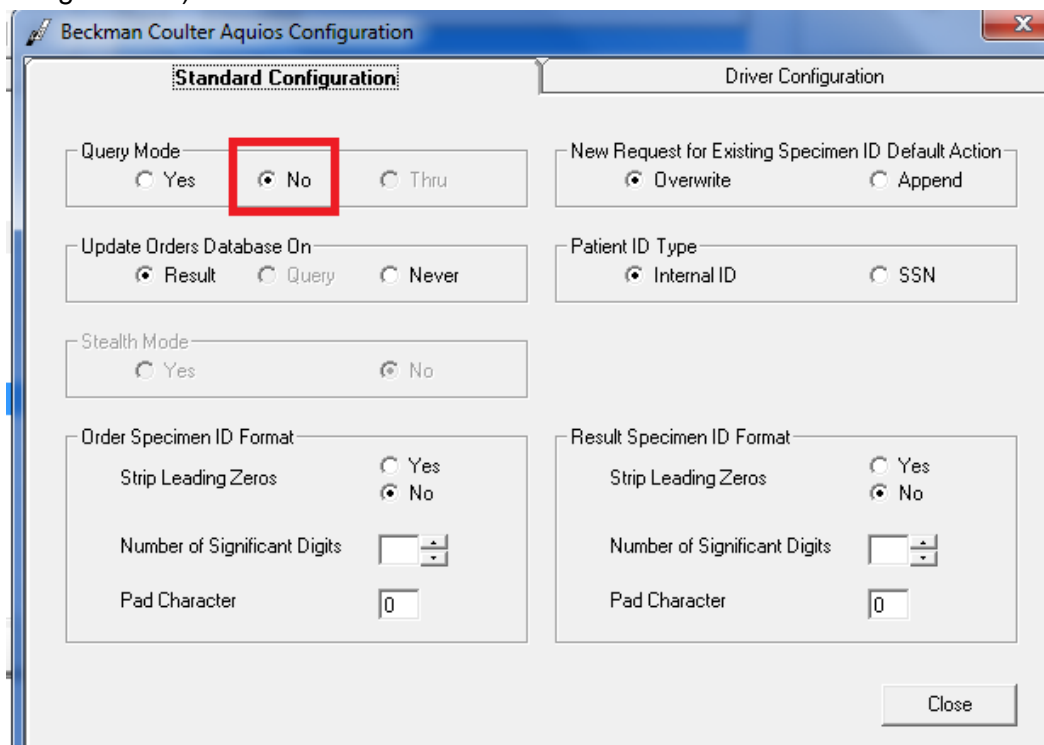 Beckman Coulter Aquios Configuration
Standard Configuration
Driver Configuration
Query Mode
Yes No Thru
New Request for Existing Specimen ID Default Action
Overwrite Append
Update Orders Database On
Result Query Never
Patient ID Type
Internal ID SSN
Stealth Mode
Yes No
Order Specimen ID Format
Strip Leading Zeros
Yes
No
Number of Significant Digits
Pad Character 0
Result Specimen ID Format
Strip Leading Zeros
Yes
No
Number of Significant Digits
Pad Character 0
Close